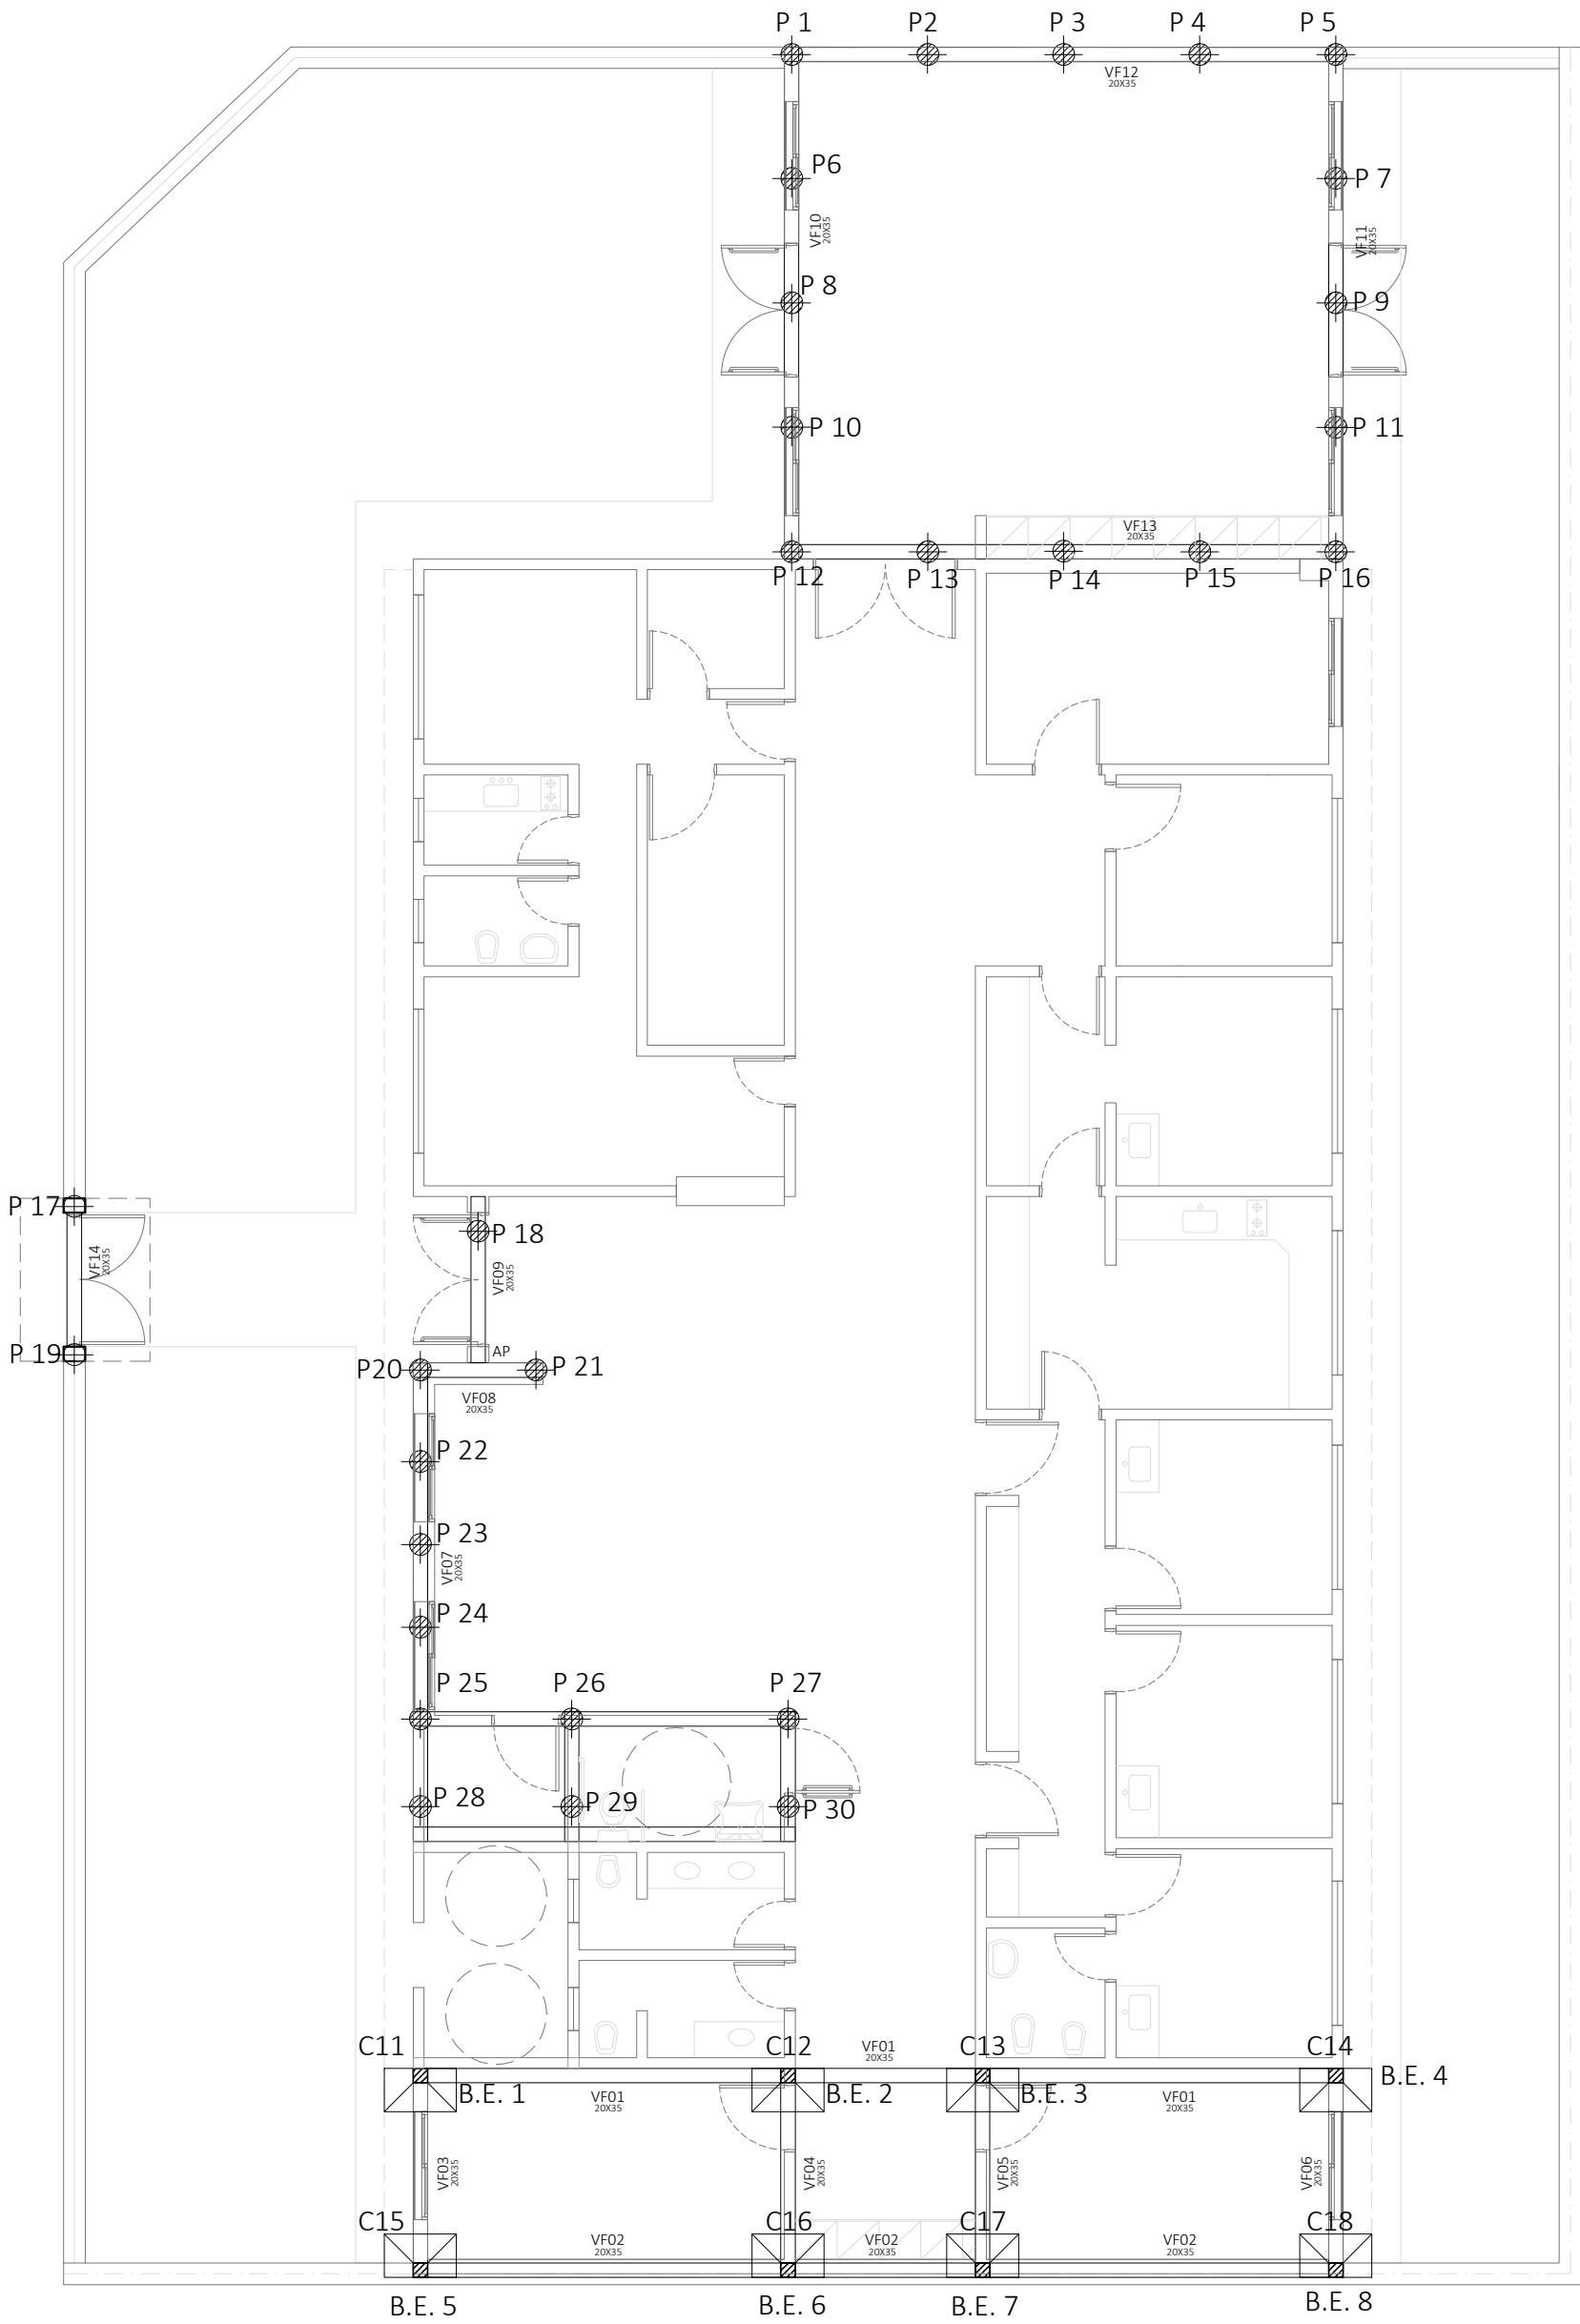 P 1
P2
P 3
P 4
P 5
VF12
20X35
P6
P 7
VF10
20X35
VF11
20X35
P 8
P 9
P 10
P 11
VF13
20X35
P 12
P 13
P 14
P 15
P 16
P 17
P 18
VF14
20X35
VF09
20X35
P 19
AP
P20
P 21
VF08
20X35
P 22
P 23
VF07
20X35
P 24
P 25
P 26
P 27
P 28
P 29
P 30
C11
C12
VF01
20X35
C13
C14
B.E. 1
B.E. 2
B.E. 3
B.E. 4
VF01
20X35
VF01
20X35
VF03
20X35
VF04
20X35
VF05
20X35
VF06
20X35
C15
C16
C17
C18
VF02
20X35
VF02
20X35
VF02
20X35
B.E. 5
B.E. 6
B.E. 7
B.E. 8